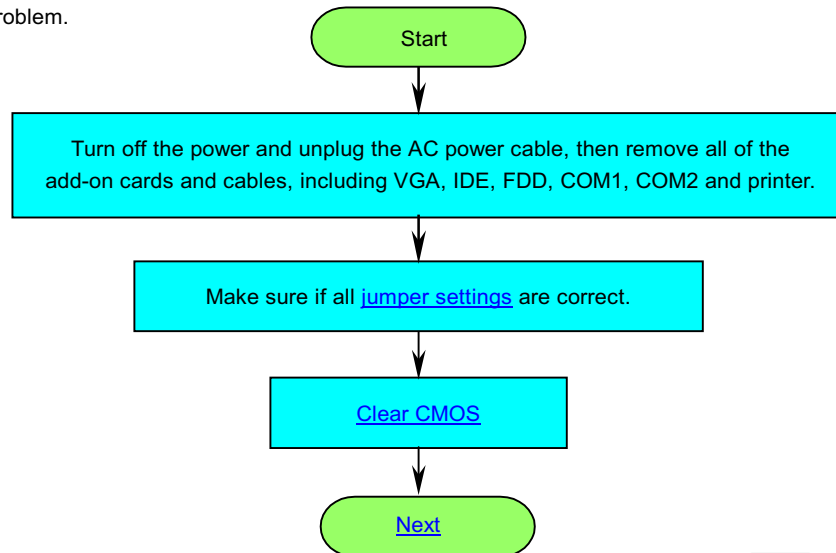 roblem.
Start
Turn off the power and unplug the AC power cable, then remove all of the
add-on cards and cables, including VGA, IDE, FDD, COM1, COM2 and printer.
Make sure if all jumper settings are correct.
Clear CMOS
Next